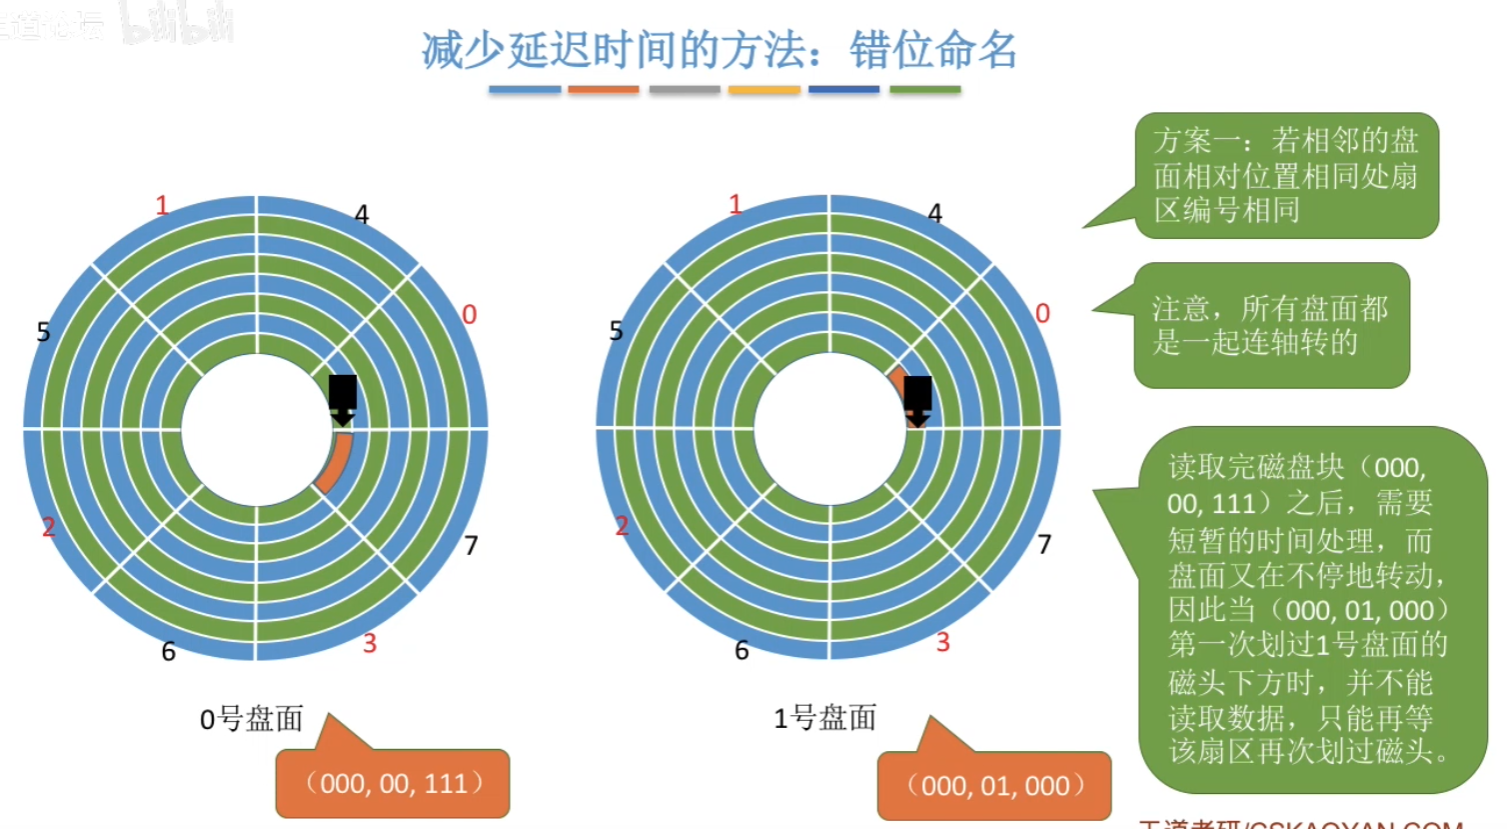 王道论坛 bilibili
减少延迟时间的方法：错位命名
方案一：若相邻的盘
面相对位置相同处扇
区编号相同
注意，所有盘面都
是一起连轴转的
读取完磁盘块（000,
00, 111）之后，需要
短暂的时间处理，而
盘面又在不停地转动，
因此当（000, 01, 000）
第一次划过1号盘面的
磁头下方时，并不能
读取数据，只能再等
该扇区再次划过磁头。
1
4
0
7
3
6
2
5
0号盘面
（000, 00, 111）
1
4
0
7
3
6
2
5
1号盘面
（000, 01, 000）
王道考研/CSKAOYAN.COM